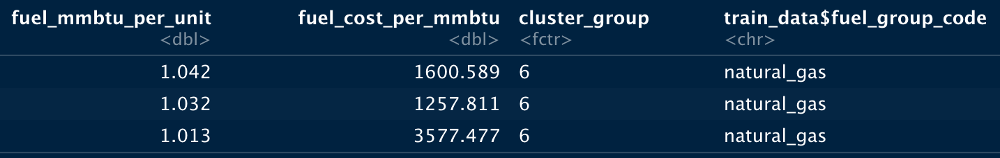 fuel_mmbtu_per_unit fuel_cost_per_mmbtu cluster_group train_data$fuel_group_code
<dbl> <dbl> <fctr> <chr>
1.042 1600.589 6 natural_gas
1.032 1257.811 6 natural_gas
1.013 3577.477 6 natural_gas